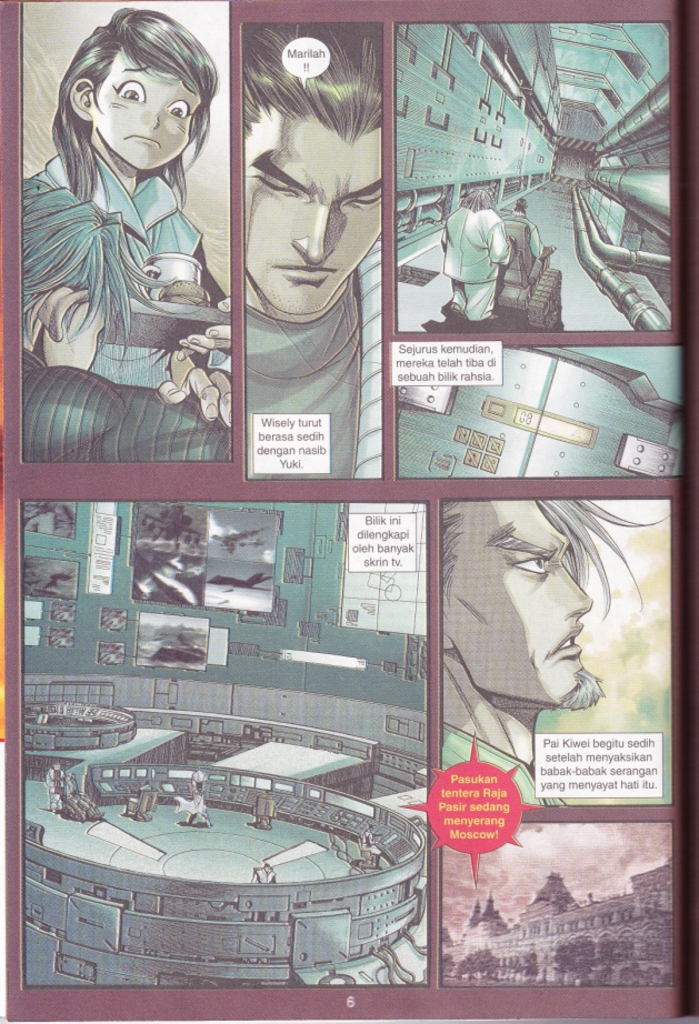 Marilah
!!
Wisely turut
berasa sedih
dengan nasib
Yuki.
Sejurus kemudian,
mereka telah tiba di
sebuah bilik rahsia.
08
Bilik ini
dilengkapi
oleh banyak
skrin tv.
Pai Kiwei begitu sedih
setelah menyaksikan
babak-babak serangan
yang menyayat hati itu.
Pasukan
tentera Raja
Pasir sedang
menyerang
Moscow!
6